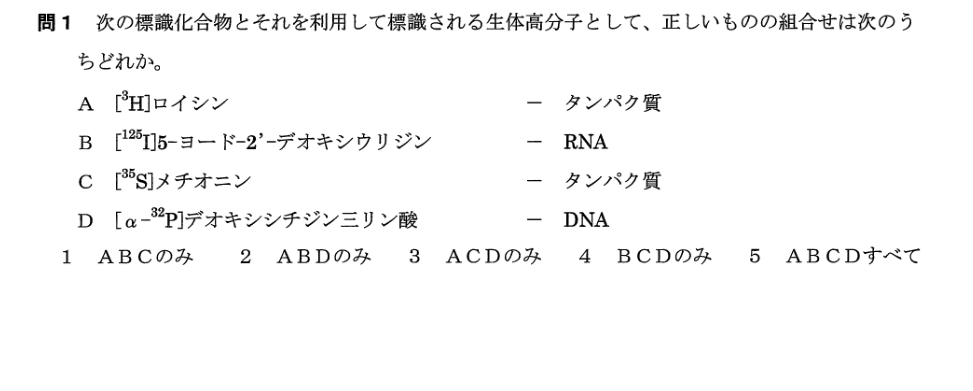 問1　次の標識化合物とそれを利用して標識される生体高分子として、正しいものの組合せは次のう
ちどれか。
A　[³H]ロイシン　－　タンパク質
B　[¹²⁵I]5-ヨード-2’-デオキシウリジン　－　RNA
C　[³⁵S]メチオニン　－　タンパク質
D　[α-³²P]デオキシシチジン三リン酸　－　DNA
1　ＡＢＣのみ　2　ＡＢＤのみ　3　ＡＣＤのみ　4　ＢＣＤのみ　5　ＡＢＣＤすべて